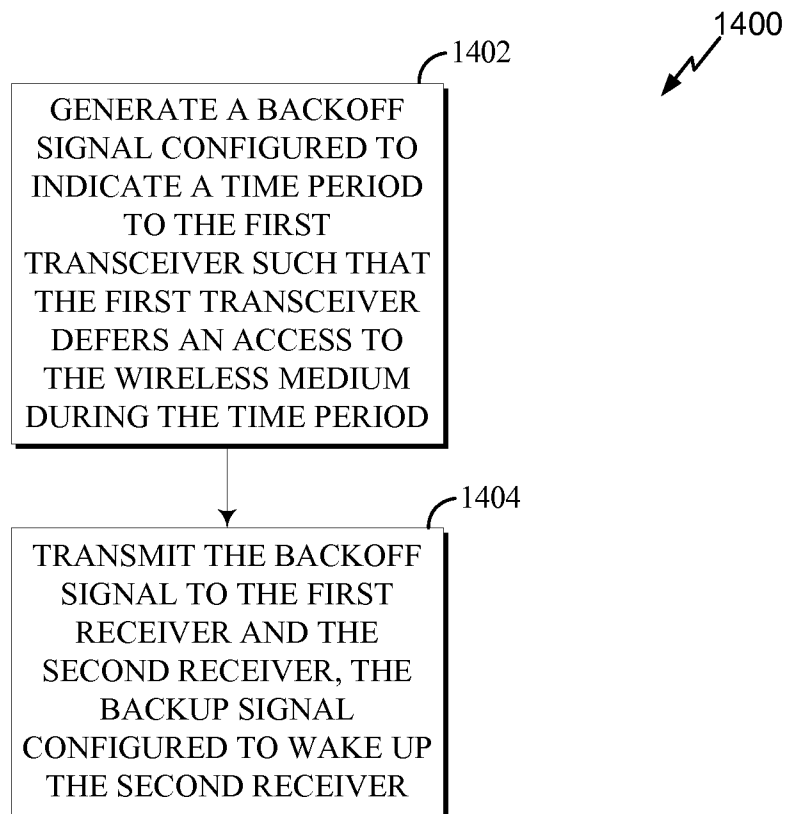 1400
1402
GENERATE A BACKOFF
SIGNAL CONFIGURED TO
INDICATE A TIME PERIOD
TO THE FIRST
TRANSCEIVER SUCH THAT
THE FIRST TRANSCEIVER
DEFERS AN ACCESS TO
THE WIRELESS MEDIUM
DURING THE TIME PERIOD
1404
TRANSMIT THE BACKOFF
SIGNAL TO THE FIRST
RECEIVER AND THE
SECOND RECEIVER, THE
BACKUP SIGNAL
CONFIGURED TO WAKE UP
THE SECOND RECEIVER